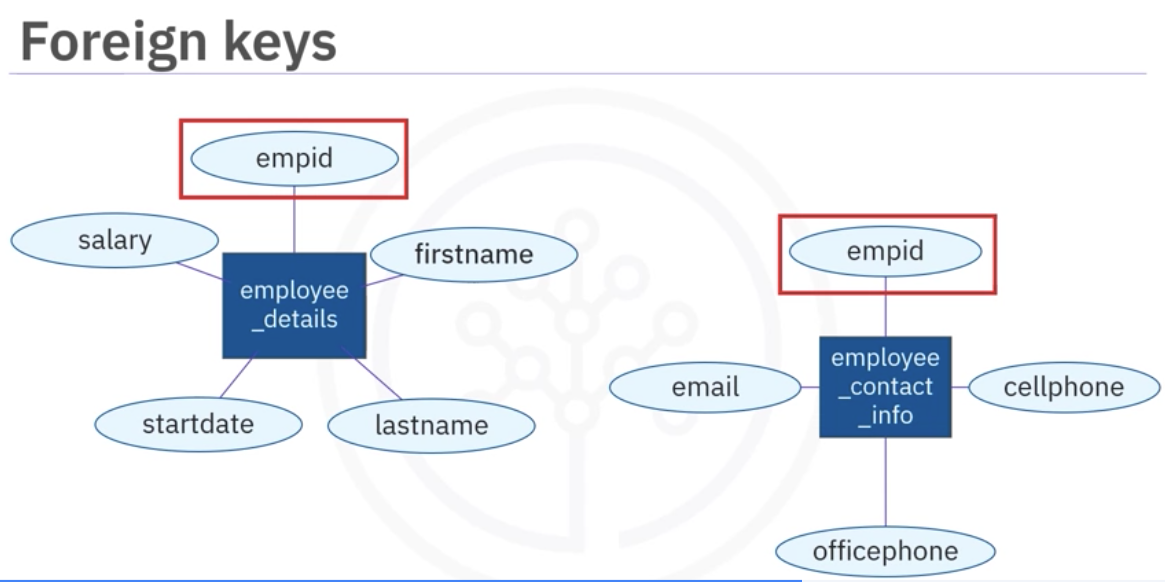 Foreign keys
empid
salary
firstname
employee
_details
startdate
lastname
empid
email
employee
_contact
_info
cellphone
officephone